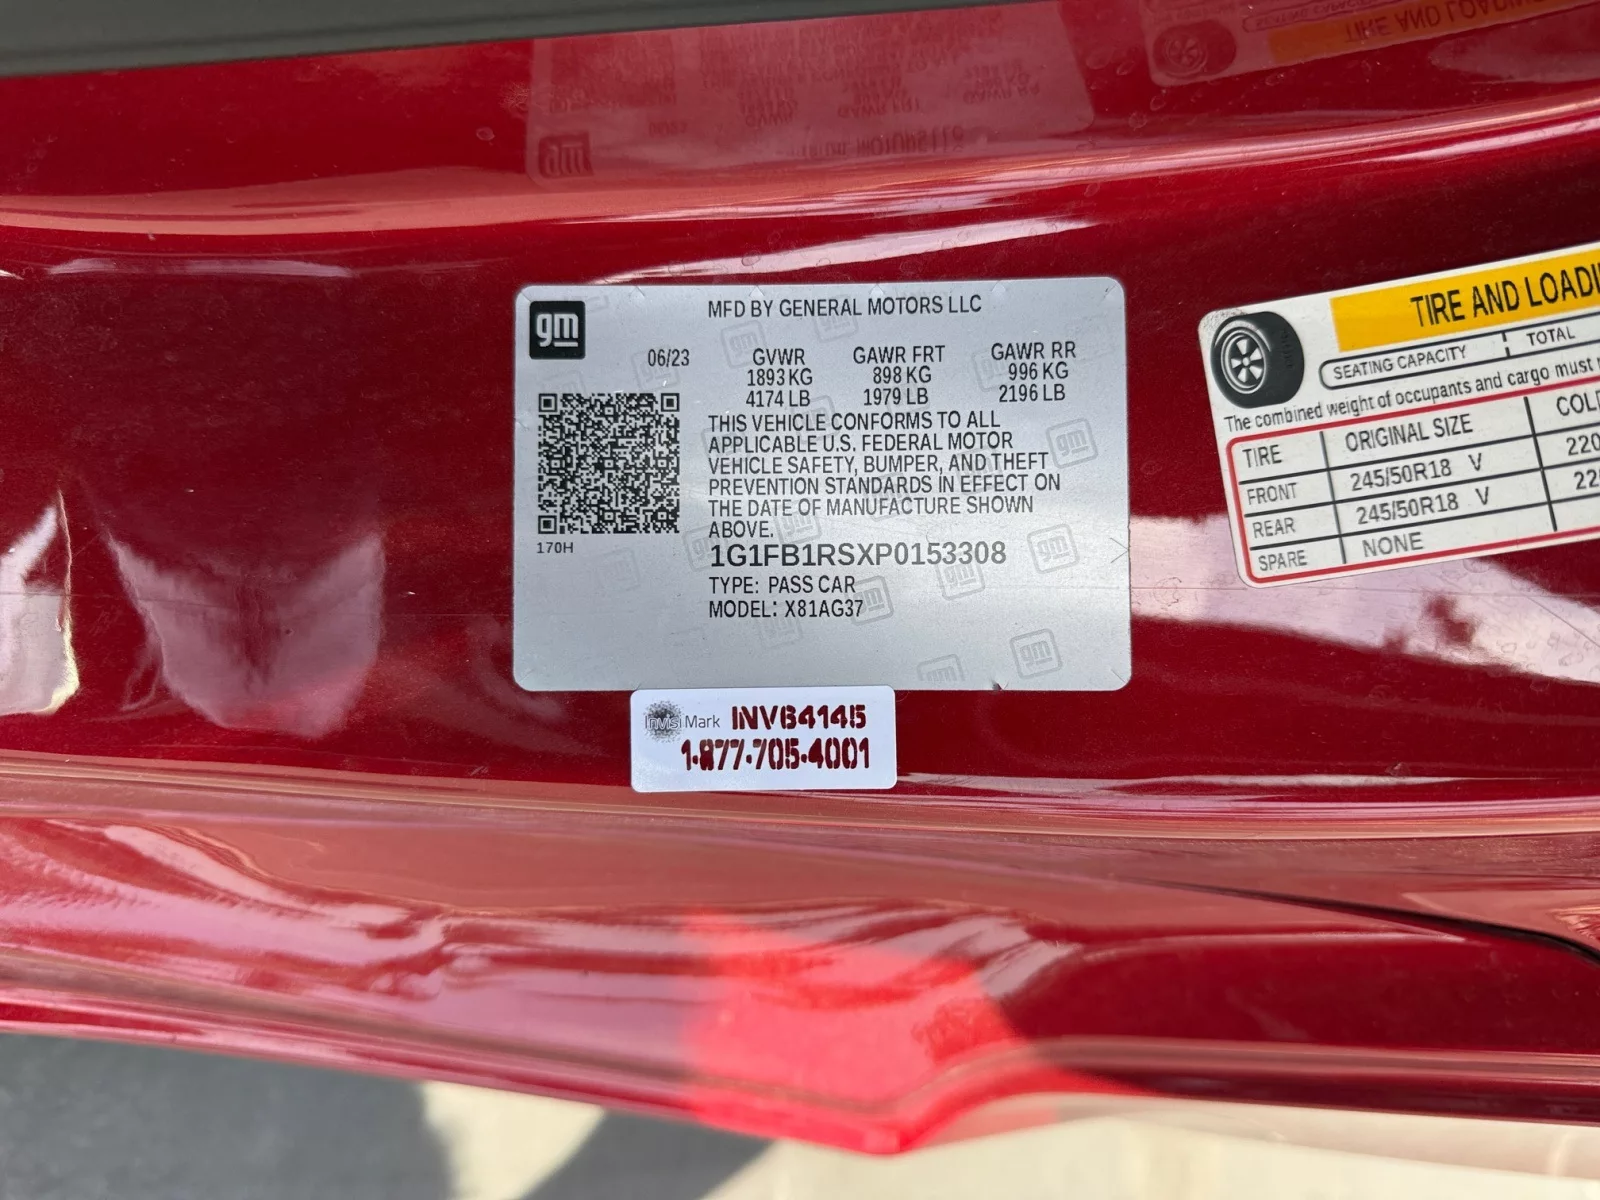 gm
MFD BY GENERAL MOTORS LLC
06/23 GVWR GAWR FRT GAWR RR
1893 KG 898 KG 996 KG
4174 LB 1979 LB 2196 LB
THIS VEHICLE CONFORMS TO ALL
APPLICABLE U.S. FEDERAL MOTOR
VEHICLE SAFETY, BUMPER, AND THEFT
PREVENTION STANDARDS IN EFFECT ON
THE DATE OF MANUFACTURE SHOWN
ABOVE.
170H
1G1FB1RSXP0153308
TYPE: PASS CAR
MODEL: X81AG37
InvisiMark INV64145
1-877-705-4001
TIRE AND LOADI
SEATING CAPACITY TOTAL
The combined weight of occupants and cargo must
TIRE ORIGINAL SIZE COL
FRONT 245/50R18 V 220
REAR 245/50R18 V 22
SPARE NONE